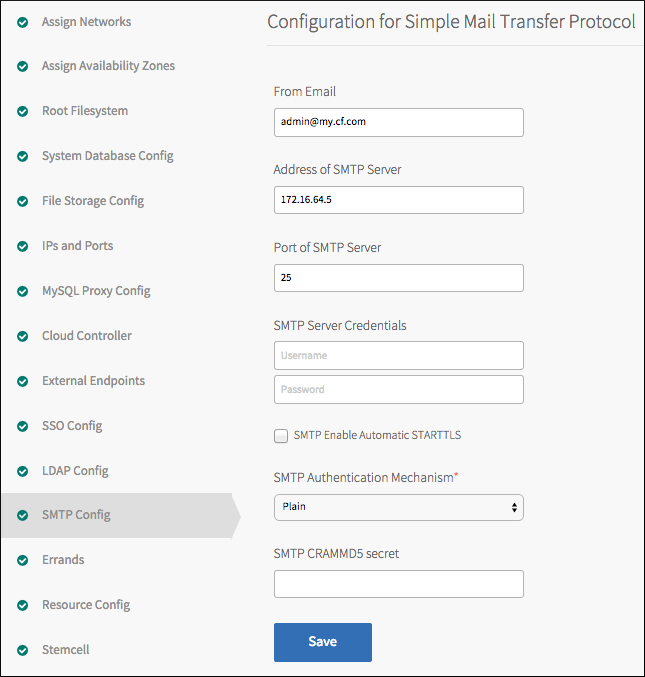 Assign Networks
Assign Availability Zones
Root Filesystem
System Database Config
File Storage Config
IPs and Ports
MySQL Proxy Config
Cloud Controller
External Endpoints
SSO Config
LDAP Config
SMTP Config
Errands
Resource Config
Stemcell
Configuration for Simple Mail Transfer Protocol
From Email
admin@my.cf.com
Address of SMTP Server
172.16.64.5
Port of SMTP Server
25
SMTP Server Credentials
Username
Password
SMTP Enable Automatic STARTTLS
SMTP Authentication Mechanism*
Plain
SMTP CRAMMD5 secret
Save